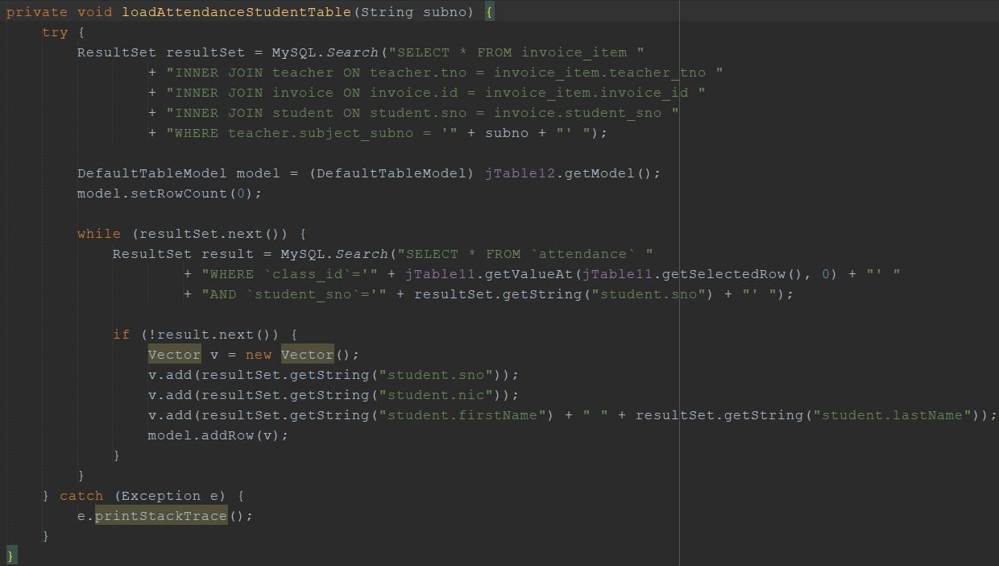 private void loadAttendanceStudentTable(String subno) {
    try {
        ResultSet resultSet = MySQL.Search("SELECT * FROM invoice_item "
                + "INNER JOIN teacher ON teacher.tno = invoice_item.teacher_tno "
                + "INNER JOIN invoice ON invoice.id = invoice_item.invoice_id "
                + "INNER JOIN student ON student.sno = invoice.student_sno "
                + "WHERE teacher.subject_subno = '" + subno + "' ");

        DefaultTableModel model = (DefaultTableModel) jTable12.getModel();
        model.setRowCount(0);

        while (resultSet.next()) {
            ResultSet result = MySQL.Search("SELECT * FROM `attendance` "
                    + "WHERE `class_id`='" + jTable11.getValueAt(jTable11.getSelectedRow(), 0) + "' "
                    + "AND `student_sno`='" + resultSet.getString("student.sno") + "' ");

            if (!result.next()) {
                Vector v = new Vector();
                v.add(resultSet.getString("student.sno"));
                v.add(resultSet.getString("student.nic"));
                v.add(resultSet.getString("student.firstName") + " " + resultSet.getString("student.lastName"));
                model.addRow(v);
            }
        }
    } catch (Exception e) {
        e.printStackTrace();
    }
}